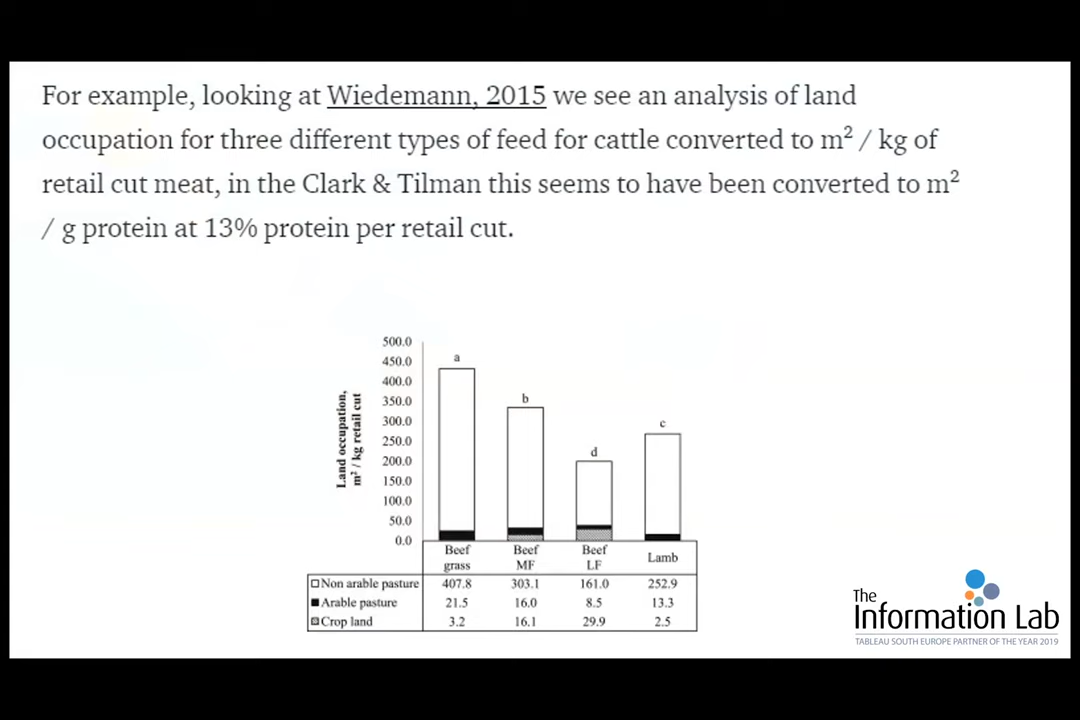 For example, looking at Wiedemann, 2015 we see an analysis of land
occupation for three different types of feed for cattle converted to m² / kg of
retail cut meat, in the Clark & Tilman this seems to have been converted to m²
/ g protein at 13% protein per retail cut.
Land occupation,
m² / kg retail cut
500.0
450.0
400.0
350.0
300.0
250.0
200.0
150.0
100.0
50.0
0.0
a
b
d
c
Beef grass
Beef MF
Beef LF
Lamb
Non arable pasture 407.8 303.1 161.0 252.9
Arable pasture 21.5 16.0 8.5 13.3
Crop land 3.2 16.1 29.9 2.5
The
Information Lab
TABLEAU SOUTH EUROPE PARTNER OF THE YEAR 2019